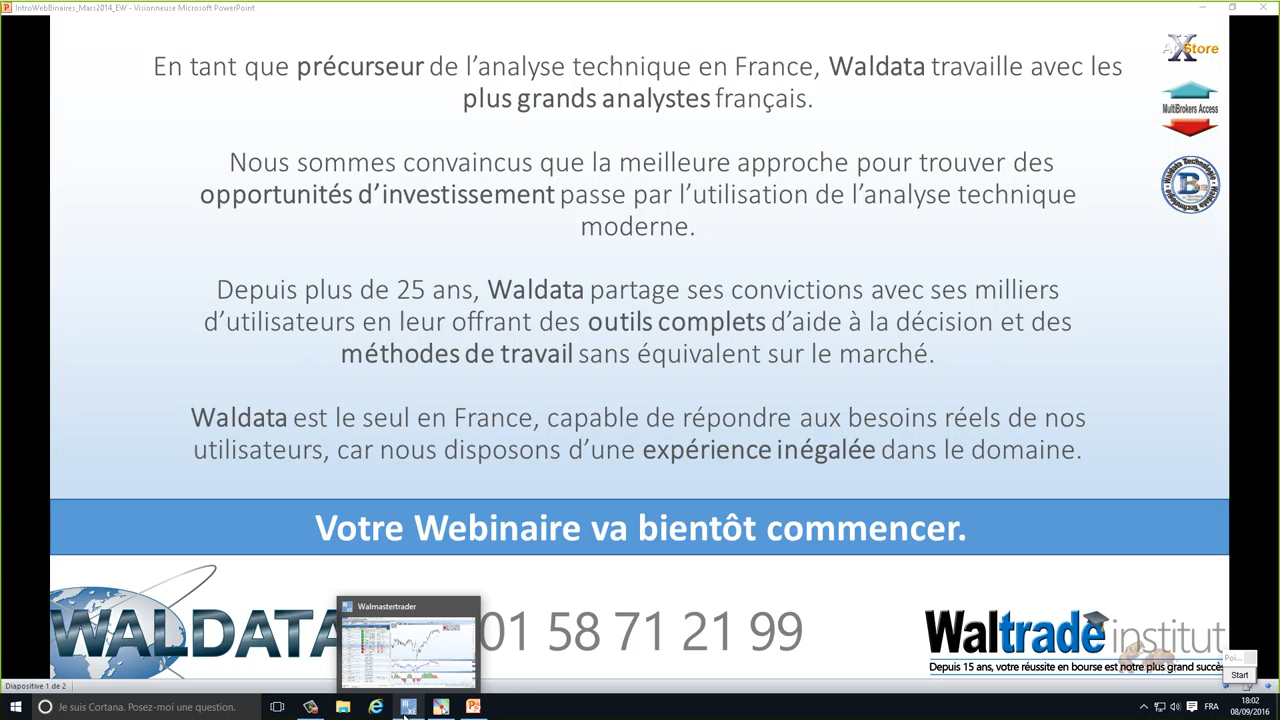 IntroWebBinaires_Mars2014_EW - Visionneuse Microsoft PowerPoint
En tant que précurseur de l'analyse technique en France, Waldata travaille avec les
plus grands analystes français.
Store
MultiBrokers Access
Nous sommes convaincus que la meilleure approche pour trouver des
opportunités d'investissement passe par l'utilisation de l'analyse technique
moderne.
Depuis plus de 25 ans, Waldata partage ses convictions avec ses milliers
d'utilisateurs en leur offrant des outils complets d'aide à la décision et des
méthodes de travail sans équivalent sur le marché.
Waldata est le seul en France, capable de répondre aux besoins réels de nos
utilisateurs, car nous disposons d'une expérience inégalée dans le domaine.
Votre Webinaire va bientôt commencer.
WALDATA
Walmastertrader
01 58 71 21 99
Waltrade institut
Depuis 15 ans, votre réussite en bourse est notre plus grand succès
Poi...
Start
Diapositive 1 de 2
Je suis Cortana. Posez-moi une question.
FRA
18:02
08/09/2016